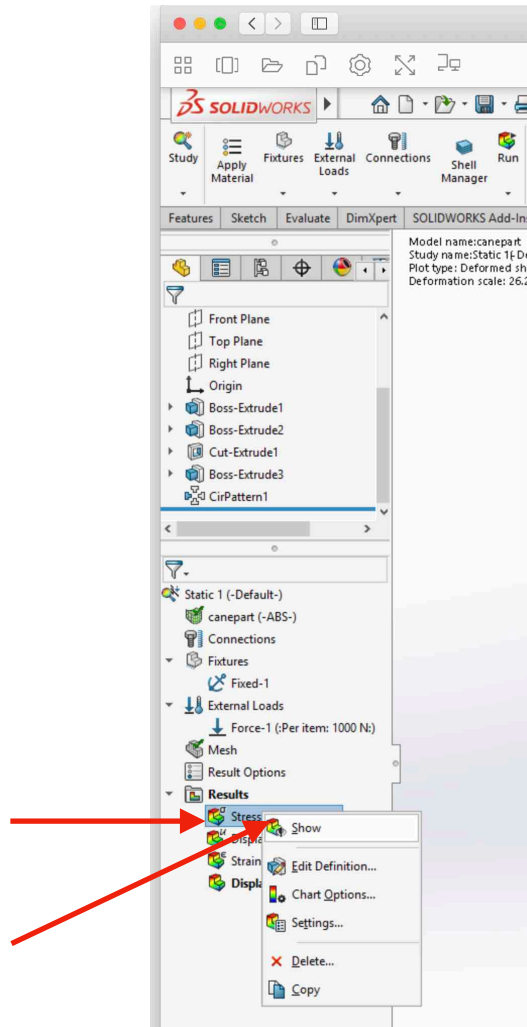 SOLIDWORKS
Study
Apply Material
Fixtures
External Loads
Connections
Shell Manager
Run
Features Sketch Evaluate DimXpert SOLIDWORKS Add-Ins
Model name:canepart
Study name:Static 1(-De
Plot type: Deformed sh
Deformation scale: 26.2
Front Plane
Top Plane
Right Plane
Origin
Boss-Extrude1
Boss-Extrude2
Cut-Extrude1
Boss-Extrude3
CirPattern1
Static 1 (-Default-)
canepart (-ABS-)
Connections
Fixtures
Fixed-1
External Loads
Force-1 (:Per item: 1000 N:)
Mesh
Result Options
Results
Stress
Displa
Strain
Displa
Show
Edit Definition...
Chart Options...
Settings...
Delete...
Copy